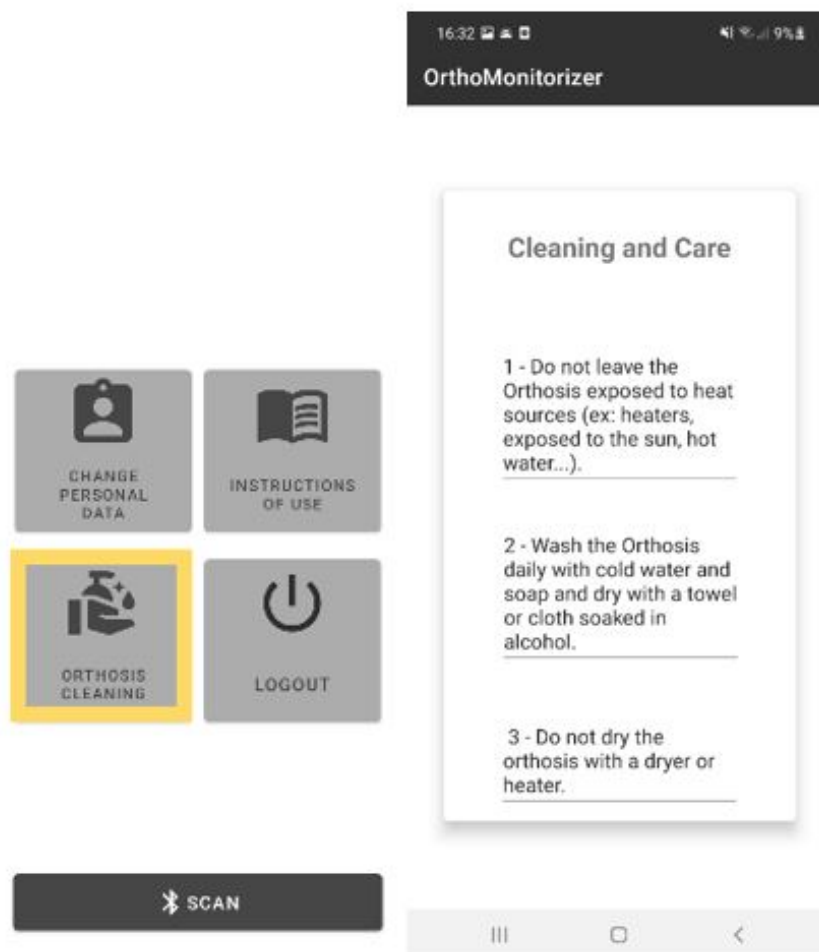 CHANGE
PERSONAL
DATA
INSTRUCTIONS
OF USE
ORTHOSIS
CLEANING
LOGOUT
SCAN
16:32
9%
OrthoMonitorizer
Cleaning and Care
1 - Do not leave the
Orthosis exposed to heat
sources (ex: heaters,
exposed to the sun, hot
water...).
2 - Wash the Orthosis
daily with cold water and
soap and dry with a towel
or cloth soaked in
alcohol.
3 - Do not dry the
orthosis with a dryer or
heater.